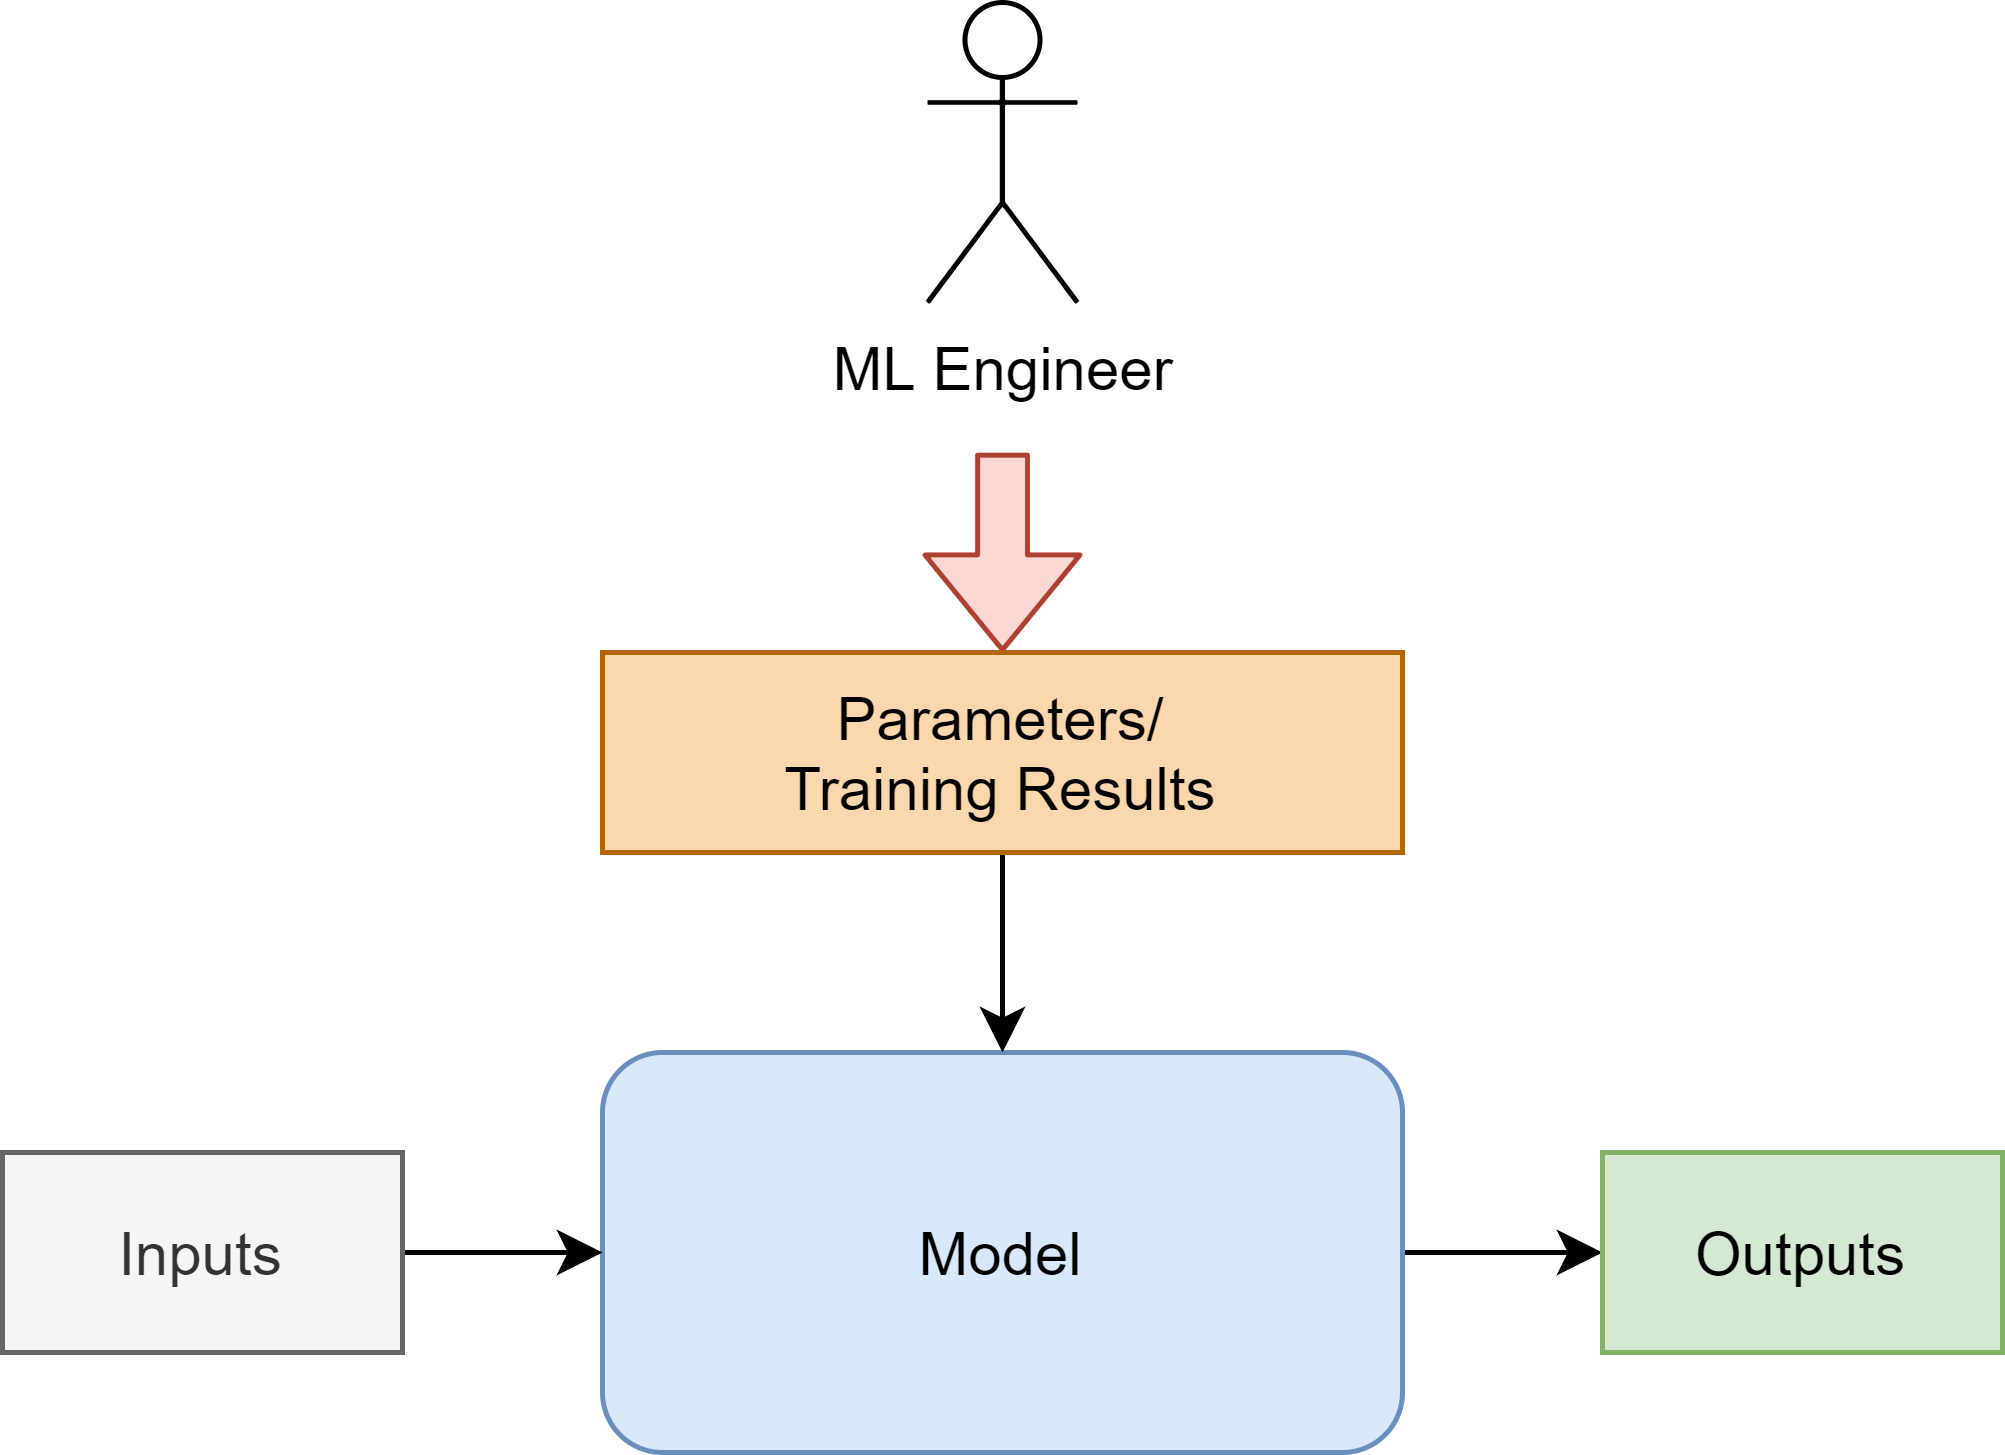 ML Engineer
Parameters/
Training Results
Inputs
Model
Outputs